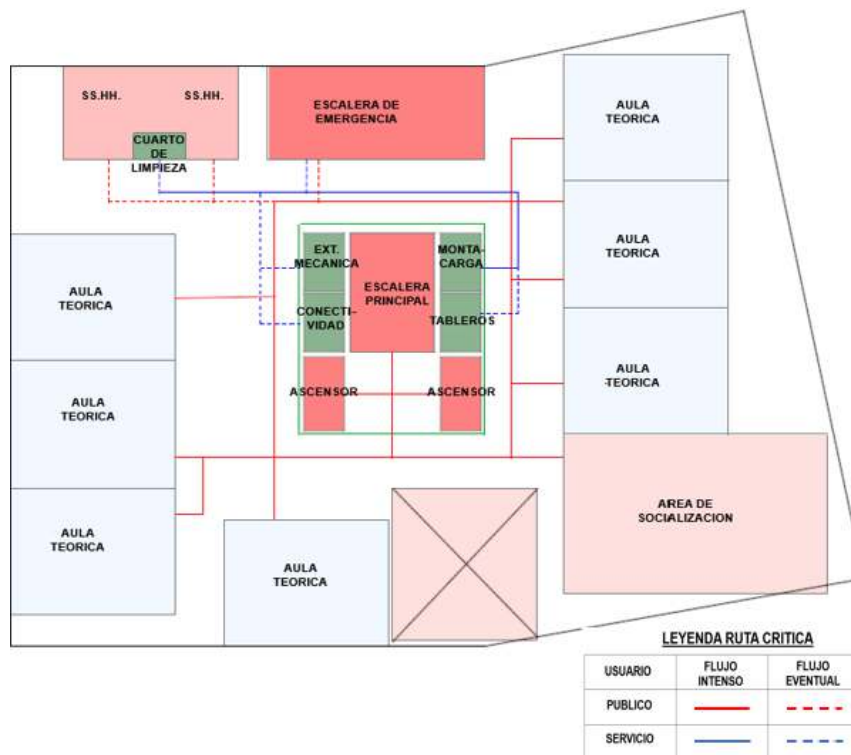 SS.HH.
SS.HH.
CUARTO
DE
LIMPIEZA
ESCALERA DE
EMERGENCIA
AULA
TEORICA
AULA
TEORICA
AULA
-TEORICA
EXT.
MECANICA
ESCALERA
PRINCIPAL
MONTA-
CARGA
CONECTI-
VIDAD
TABLEROS
ASCENSOR
ASCENSOR
AULA
TEORICA
AULA
TEORICA
AULA
TEORICA
AULA
TEORICA
AREA DE
SOCIALIZACION
LEYENDA RUTA CRITICA
USUARIO
FLUJO
INTENSO
FLUJO
EVENTUAL
PUBLICO
SERVICIO